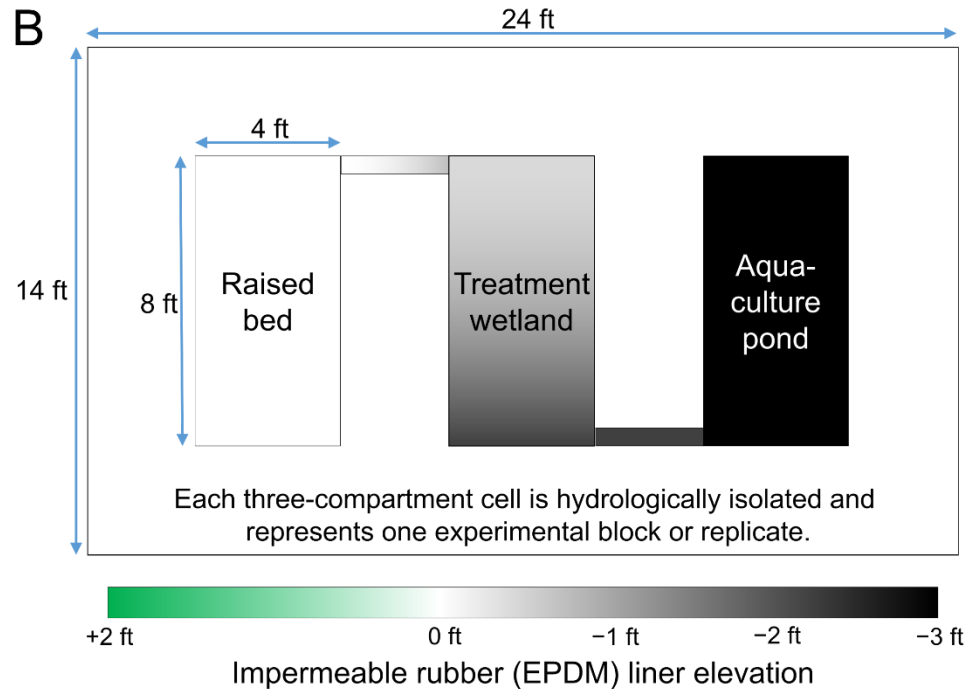 B
24 ft
4 ft
14 ft
8 ft
Raised
bed
Treatment
wetland
Aqua-
culture
pond
Each three-compartment cell is hydrologically isolated and
represents one experimental block or replicate.
+2 ft
0 ft
−1 ft
−2 ft
−3 ft
Impermeable rubber (EPDM) liner elevation